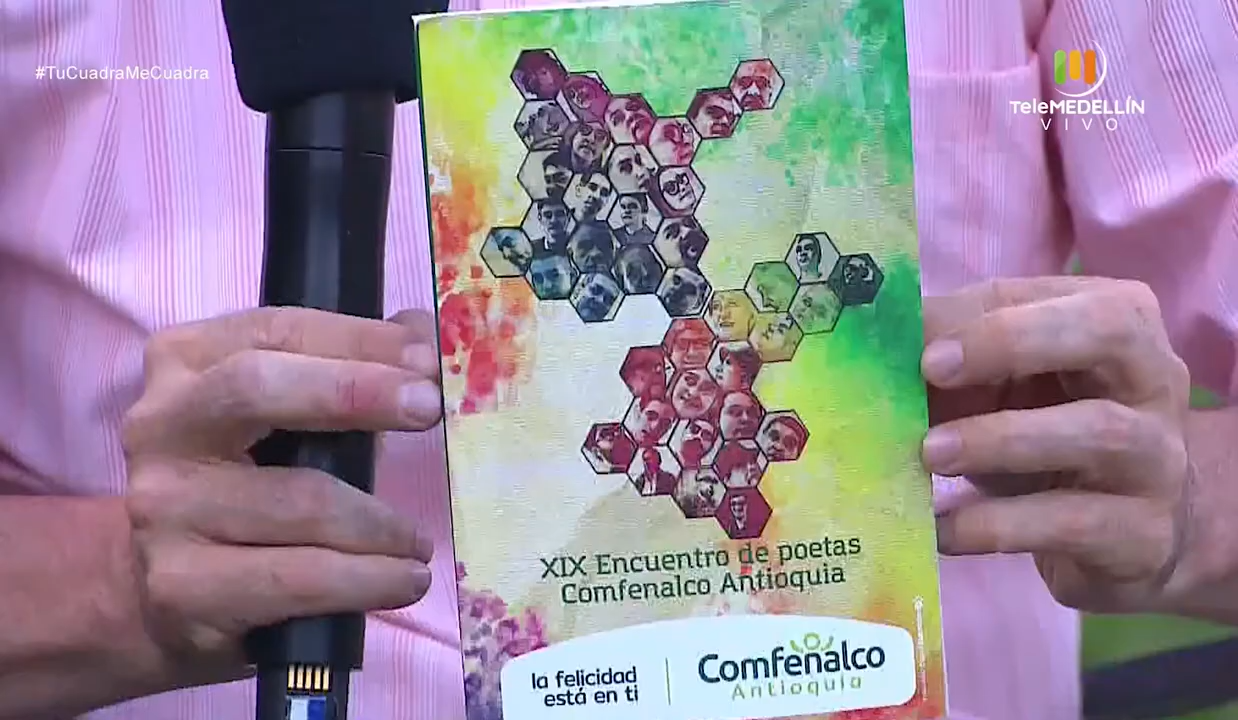 #TuCuadraMeCuadra
TeleMEDELLÍN
VIVO
XIX Encuentro de poetas
Comfenalco Antioquia
la felicidad
está en ti
Comfenalco
Antioquia